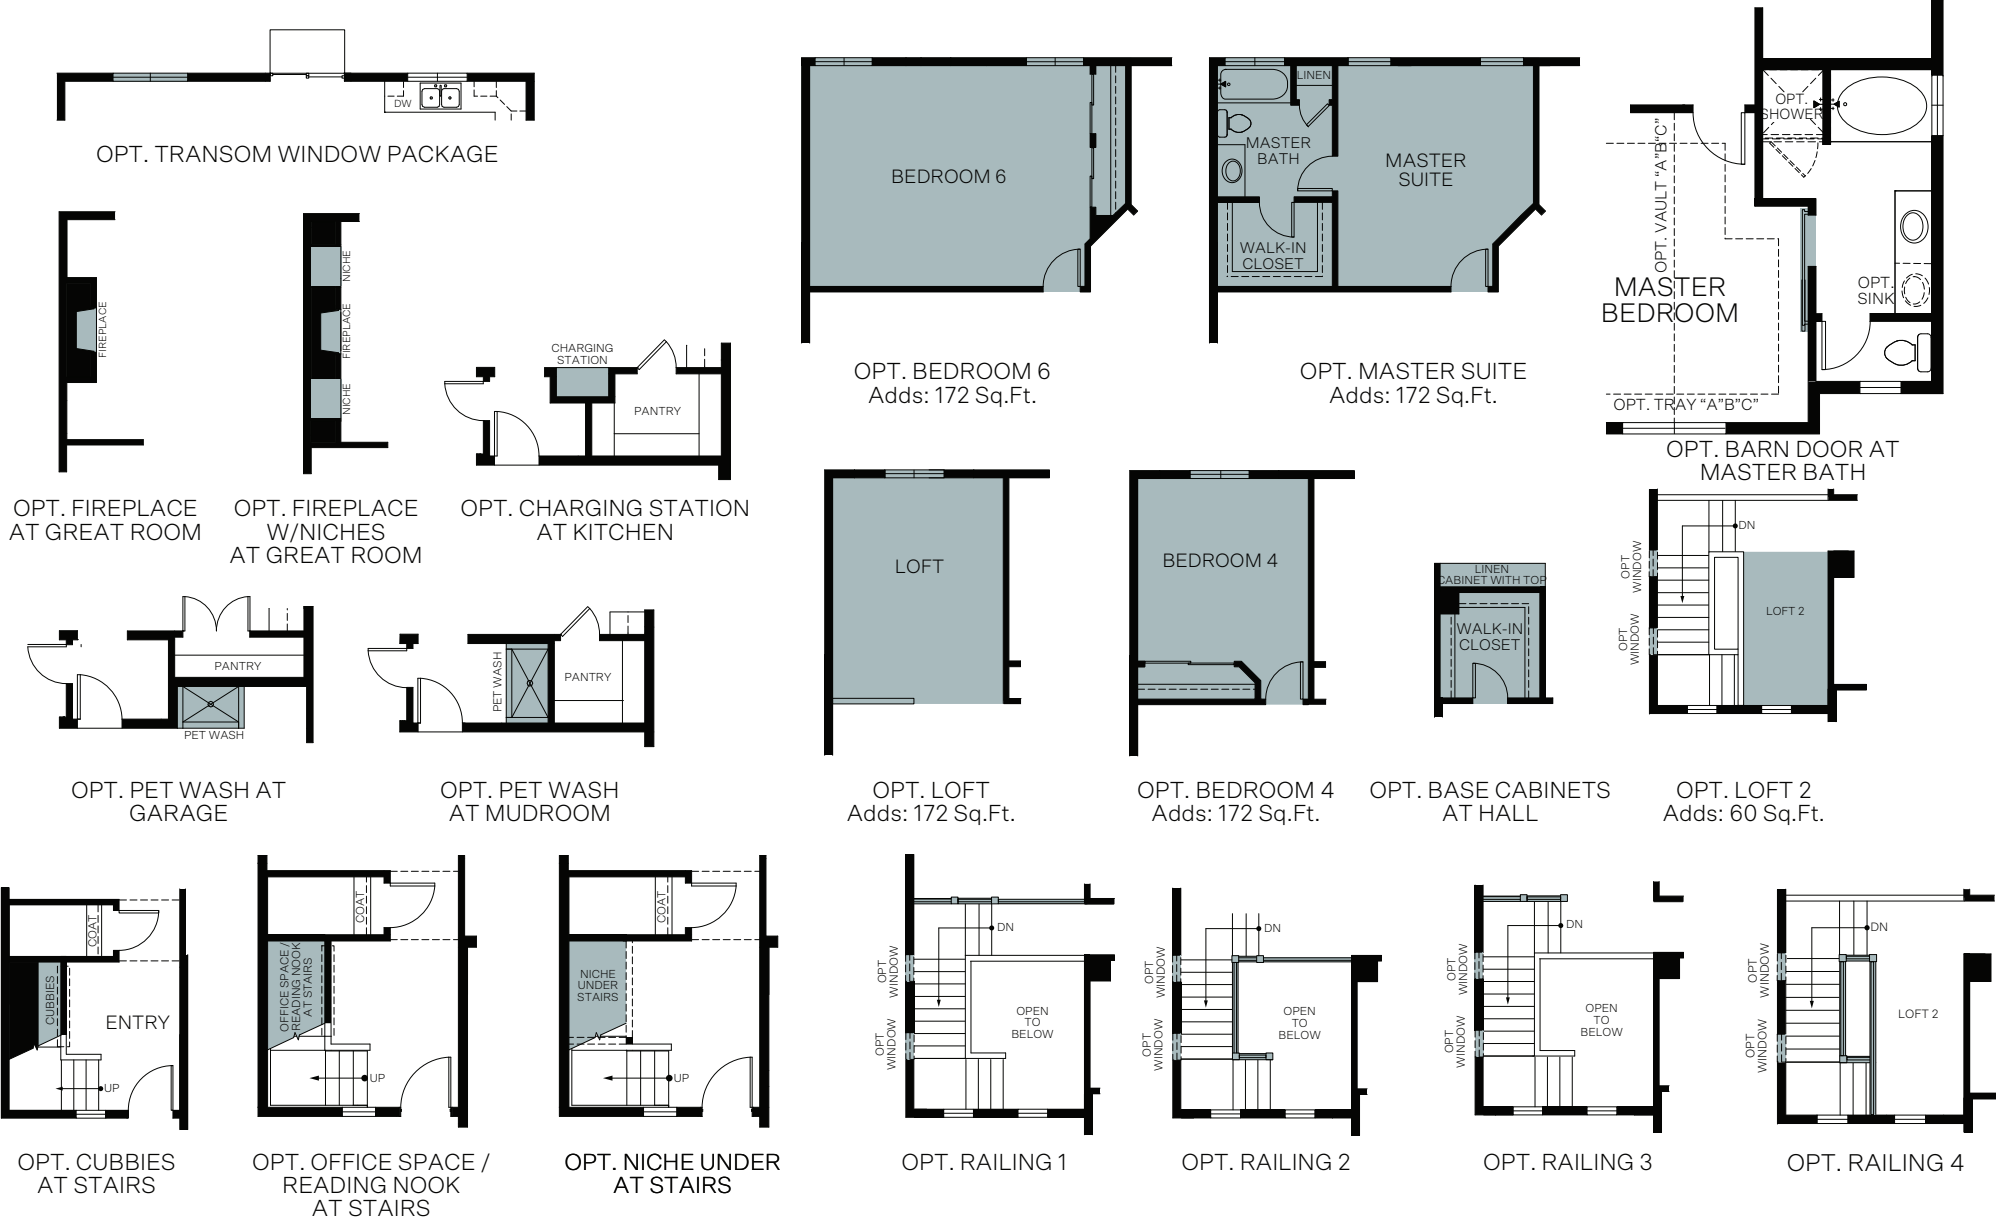 DW
OPT. TRANSOM WINDOW PACKAGE
BEDROOM 6
OPT. BEDROOM 6
Adds: 172 Sq.Ft.
LINEN
MASTER
BATH
MASTER
SUITE
WALK-IN
CLOSET
OPT. MASTER SUITE
Adds: 172 Sq.Ft.
OPT.
SHOWER
OPT. VAULT “A”B”C”
MASTER
BEDROOM
OPT.
SINK
OPT. TRAY “A”B”C”
OPT. BARN DOOR AT
MASTER BATH
FIREPLACE
OPT. FIREPLACE
AT GREAT ROOM
NICHE
FIREPLACE
NICHE
OPT. FIREPLACE
W/NICHES
AT GREAT ROOM
CHARGING
STATION
PANTRY
OPT. CHARGING STATION
AT KITCHEN
PANTRY
PET WASH
OPT. PET WASH AT
GARAGE
PET WASH
PANTRY
OPT. PET WASH
AT MUDROOM
LOFT
OPT. LOFT
Adds: 172 Sq.Ft.
BEDROOM 4
OPT. BEDROOM 4
Adds: 172 Sq.Ft.
LINEN
CABINET WITH TOP
WALK-IN
CLOSET
OPT. BASE CABINETS
AT HALL
DN
OPT
WINDOW
OPT
WINDOW
LOFT 2
OPT. LOFT 2
Adds: 60 Sq.Ft.
COAT
CUBBIES
ENTRY
UP
OPT. CUBBIES
AT STAIRS
COAT
OFFICE SPACE /
READING NOOK
AT STAIRS
UP
OPT. OFFICE SPACE /
READING NOOK
AT STAIRS
COAT
NICHE
UNDER
STAIRS
UP
OPT. NICHE UNDER
AT STAIRS
DN
OPT
WINDOW
OPT
WINDOW
OPEN
TO
BELOW
OPT. RAILING 1
DN
OPT
WINDOW
OPT
WINDOW
OPEN
TO
BELOW
OPT. RAILING 2
DN
OPT
WINDOW
OPT
WINDOW
OPEN
TO
BELOW
OPT. RAILING 3
DN
OPT
WINDOW
OPT
WINDOW
LOFT 2
OPT. RAILING 4